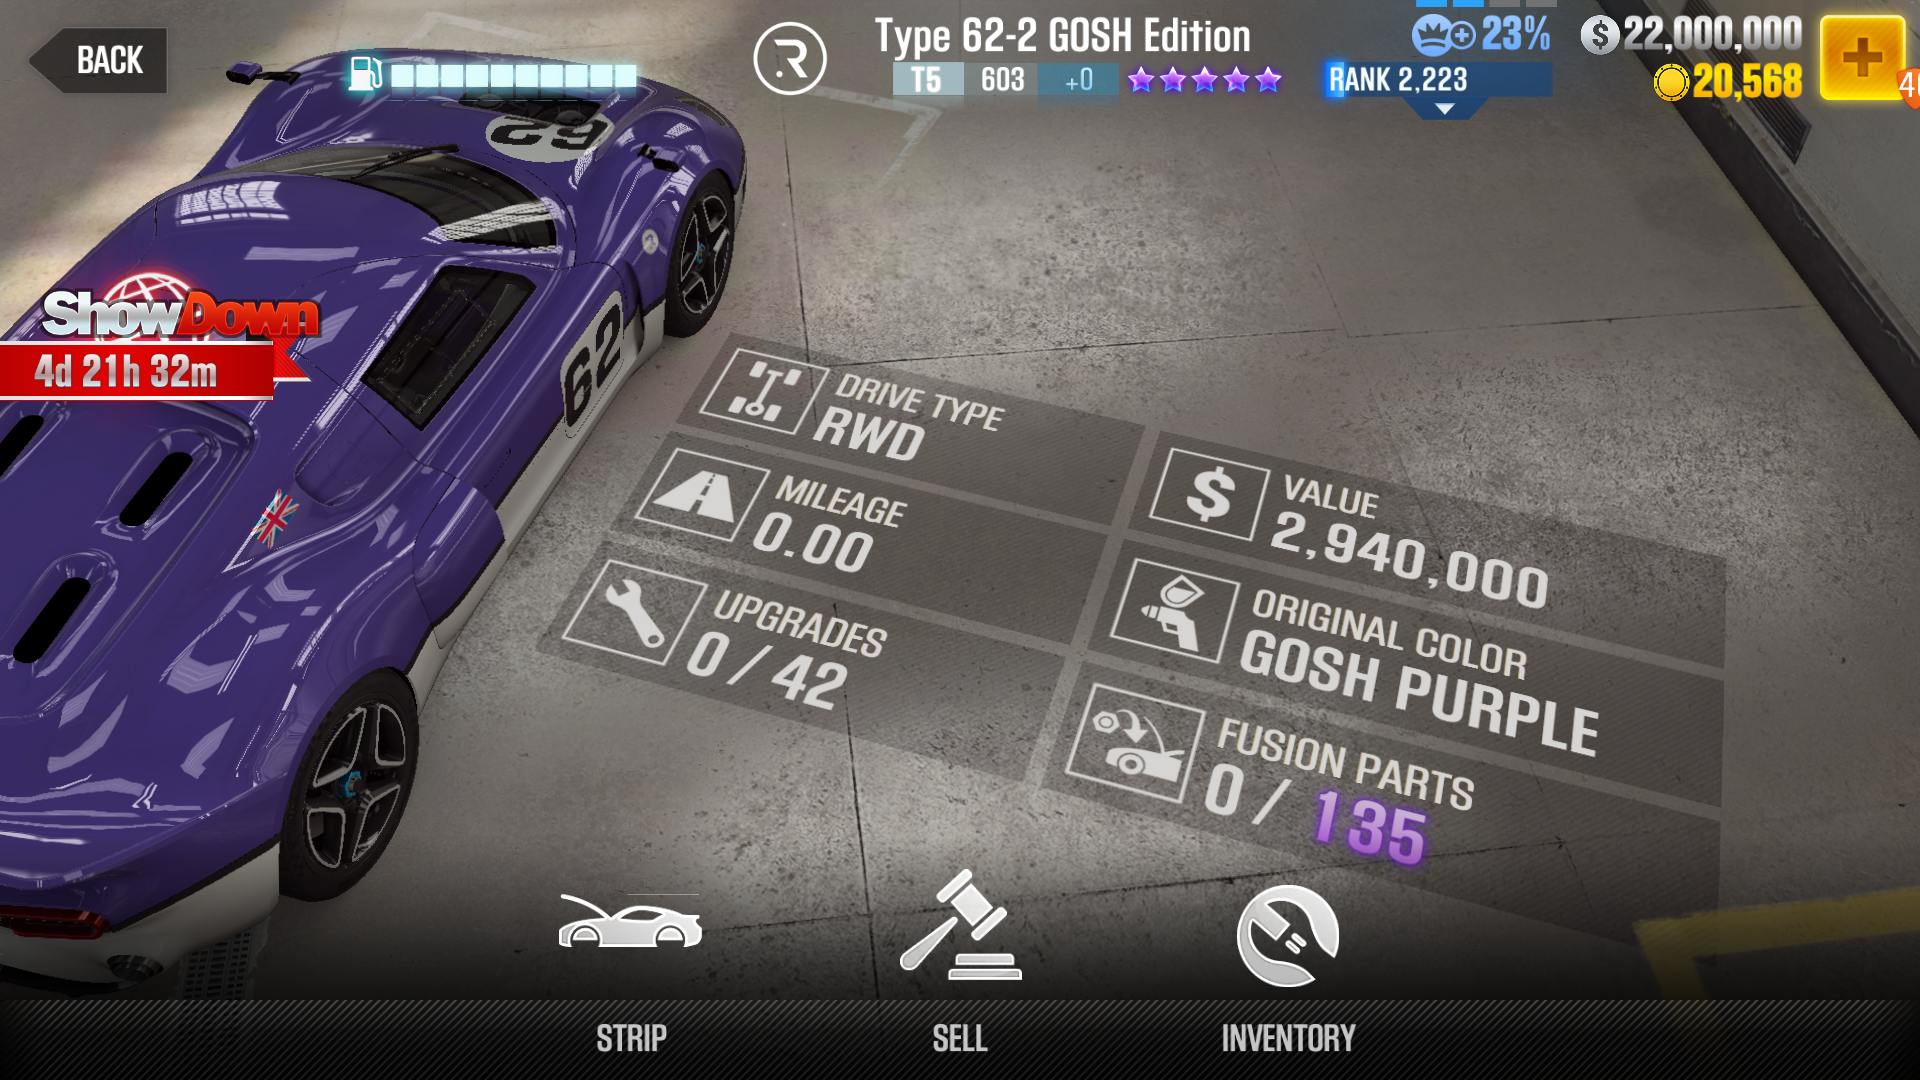 BACK
Type 62-2 GOSH Edition
T5 603 +0
23%
22,000,000
RANK 2,223
20,568
62
62
ShowDown
4d 21h 32m
DRIVE TYPE
RWD
MILEAGE
0.00
UPGRADES
0 / 42
VALUE
2,940,000
ORIGINAL COLOR
GOSH PURPLE
FUSION PARTS
0 / 135
STRIP
SELL
INVENTORY